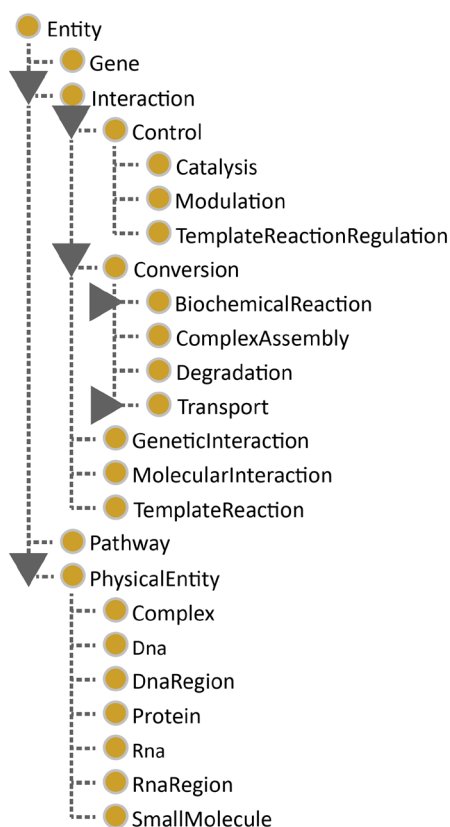 Entity
Gene
Interaction
Control
Catalysis
Modulation
TemplateReactionRegulation
Conversion
BiochemicalReaction
ComplexAssembly
Degradation
Transport
GeneticInteraction
MolecularInteraction
TemplateReaction
Pathway
PhysicalEntity
Complex
Dna
DnaRegion
Protein
Rna
RnaRegion
SmallMolecule